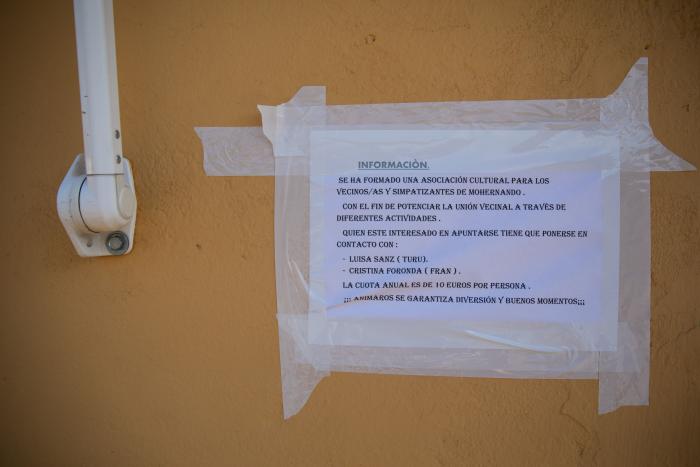 INFORMACIÒN.
SE HA FORMADO UNA ASOCIACIÓN CULTURAL PARA LOS
VECINOS/AS Y SIMPATIZANTES DE MOHERNANDO .
CON EL FIN DE POTENCIAR LA UNIÓN VECINAL A TRAVÈS DE
DIFERENTES ACTIVIDADES .
QUIEN ESTE INTERESADO EN APUNTARSE TIENE QUE PONERSE EN
CONTACTO CON :
- LUISA SANZ ( TURU).
- CRISTINA FORONDA ( FRAN ) .
LA CUOTA ANUAL ES DE 10 EUROS POR PERSONA .
¡¡¡ ANIMAROS SE GARANTIZA DIVERSIÓN Y BUENOS MOMENTOS¡¡¡